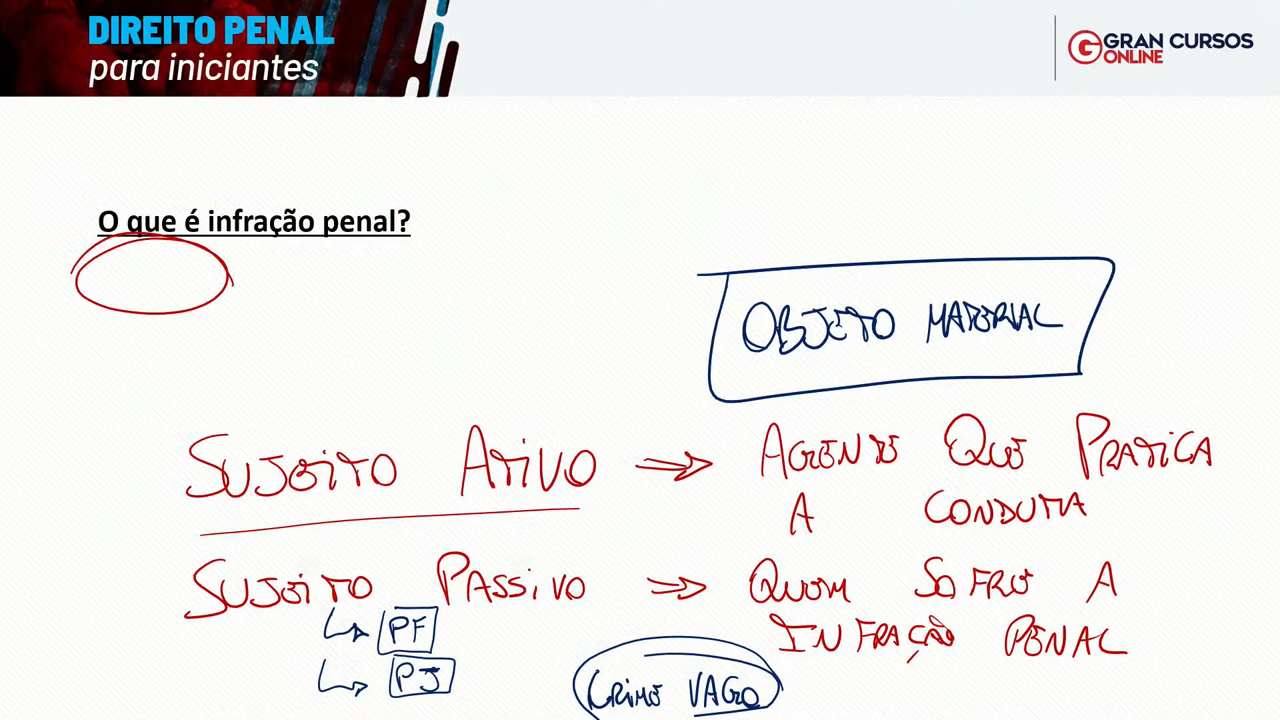 DIREITO PENAL
para iniciantes
GRAN CURSOS
ONLINE
O que é infração penal?
OBJETO MATERIAL
SUJEITO ATIVO → AGENTE QUE PRATICA
A CONDUTA
SUJEITO PASSIVO → QUEM SOFRE A
INFRAÇÃO PENAL
PF
PJ
CRIME VAGO